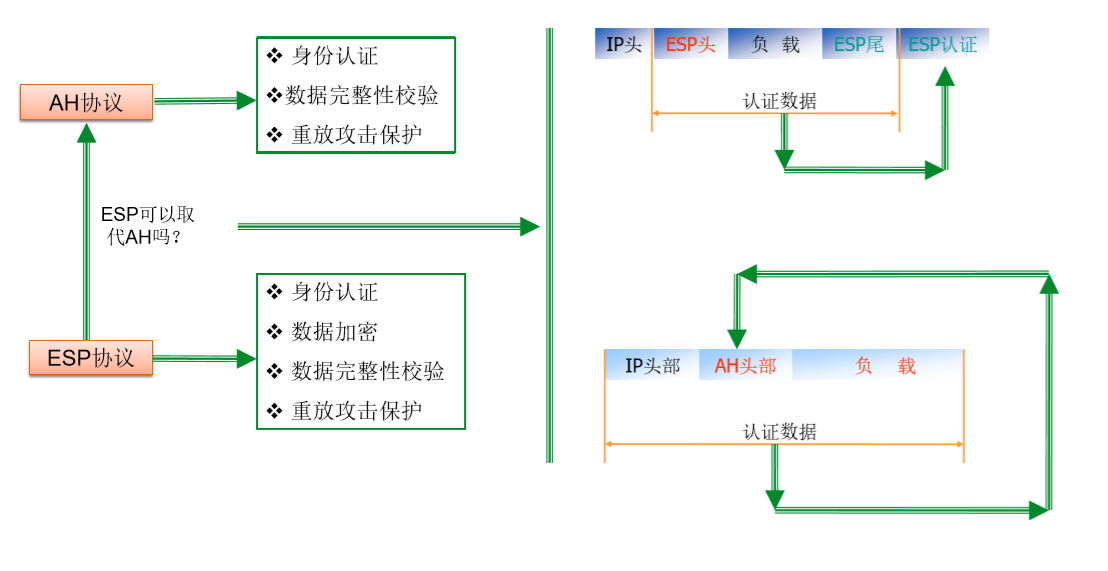 AH协议
❖ 身份认证
❖数据完整性校验
❖ 重放攻击保护
ESP可以取
代AH吗？
ESP协议
❖ 身份认证
❖ 数据加密
❖ 数据完整性校验
❖ 重放攻击保护
IP头 ESP头 负 载 ESP尾 ESP认证
认证数据
IP头部 AH头部 负 载
认证数据